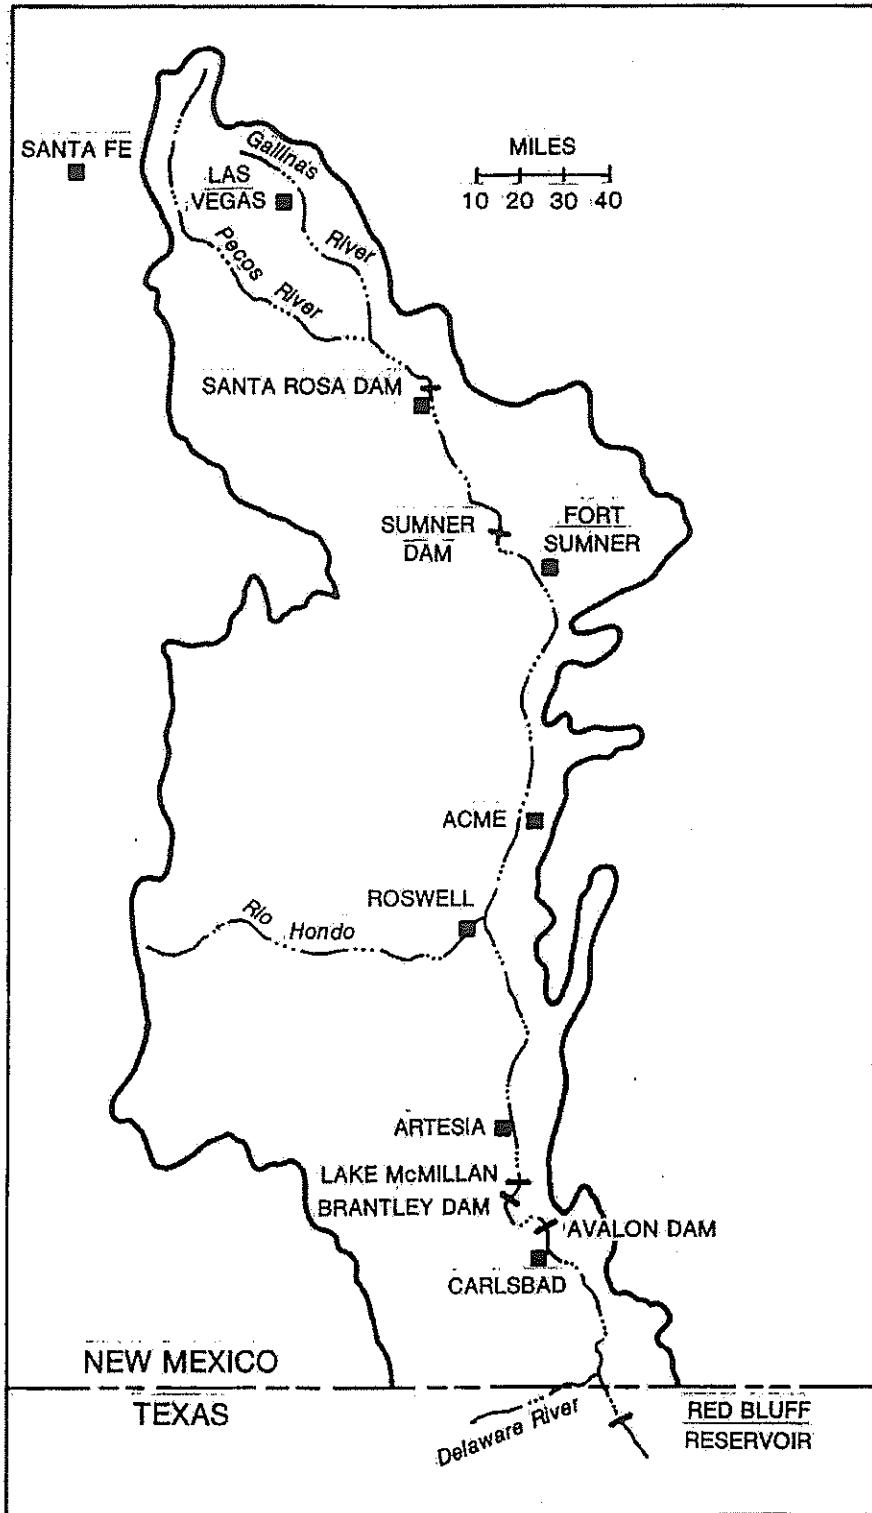 SANTA FE
Gallina's
MILES
10 20 30 40
LAS
VEGAS
River
Pecos
River
SANTA ROSA DAM
SUMNER
DAM
FORT
SUMNER
ACME
ROSWELL
Rio Hondo
ARTESIA
LAKE McMILLAN
BRANTLEY DAM
AVALON DAM
CARLSBAD
NEW MEXICO
TEXAS
Delaware River
RED BLUFF
RESERVOIR